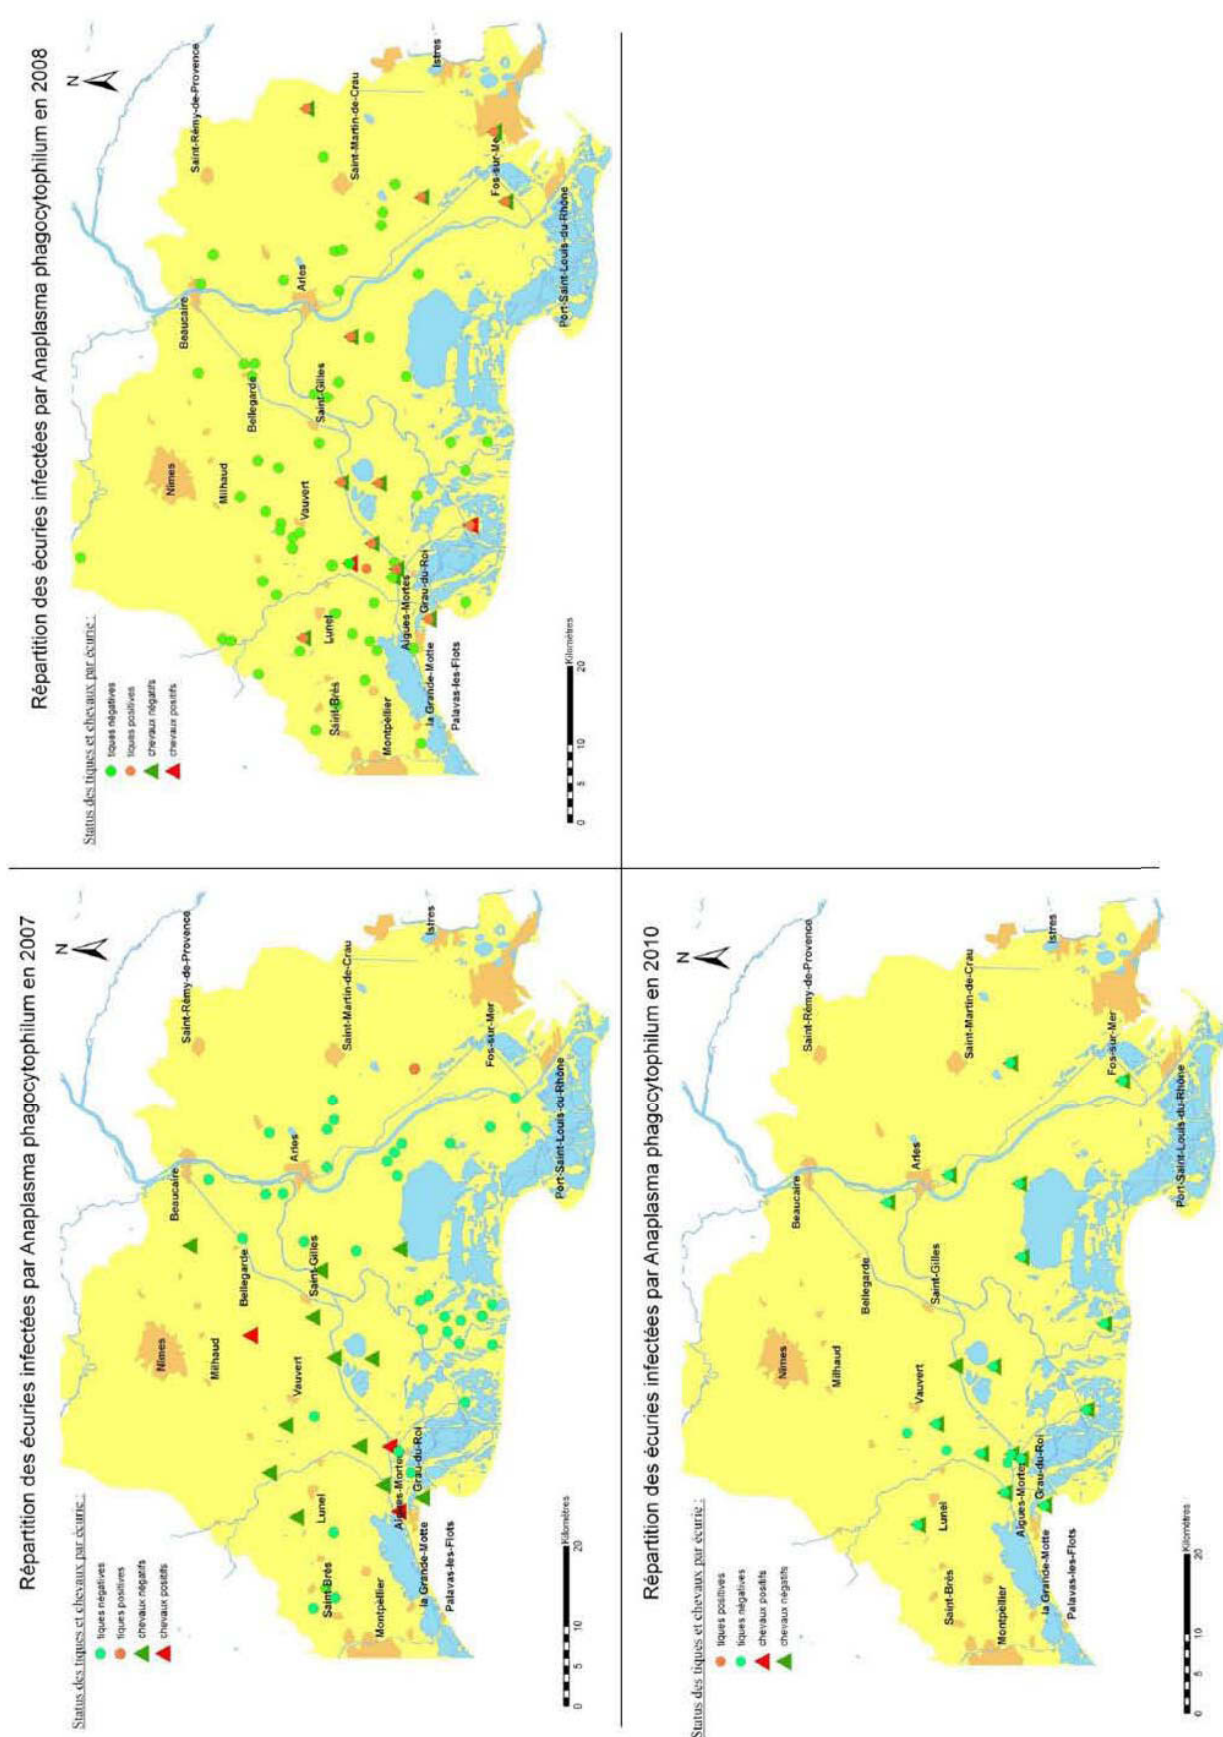 Répartition des écuries infectées par Anaplasma phagocytophilum en 2007
N
Status des tiques et chevaux par écurie :
tiques négatives
tiques positives
chevaux négatifs
chevaux positifs
Beaucaire
Saint-Rémy-de-Provence
Nîmes
Milhaud
Bellegarde
Vauvert
Arles
Saint-Gilles
Lunel
Saint-Brès
Saint-Martin-de-Crau
Montpellier
Aigues-Mortes
Grau-du-Roi
la Grande-Motte
Palavas-les-Flots
Istres
Fos-sur-Mer
Port-Saint-Louis-du-Rhône
0 5 10 20
Kilomètres
Répartition des écuries infectées par Anaplasma phagocytophilum en 2008
N
Status des tiques et chevaux par écurie :
tiques négatives
tiques positives
chevaux négatifs
chevaux positifs
Beaucaire
Saint-Rémy-de-Provence
Nîmes
Milhaud
Bellegarde
Vauvert
Arles
Saint-Gilles
Lunel
Saint-Brès
Saint-Martin-de-Crau
Montpellier
Aigues-Mortes
Grau-du-Roi
la Grande-Motte
Palavas-les-Flots
Istres
Fos-sur-Me
Port-Saint-Louis-du-Rhône
0 5 10 20
Kilomètres
Répartition des écuries infectées par Anaplasma phagocytophilum en 2010
N
Status des tiques et chevaux par écurie :
tiques positives
tiques négatives
chevaux positifs
chevaux négatifs
Beaucaire
Saint-Rémy-de-Provence
Nîmes
Milhaud
Bellegarde
Vauvert
Arles
Saint-Gilles
Lunel
Saint-Brès
Saint-Martin-de-Crau
Montpellier
Aigues-Mortes
Grau-du-Roi
la Grande-Motte
Palavas-les-Flots
Istres
Fos-sur-Mer
Port-Saint-Louis-du-Rhône
0 5 10 20
Kilomètres